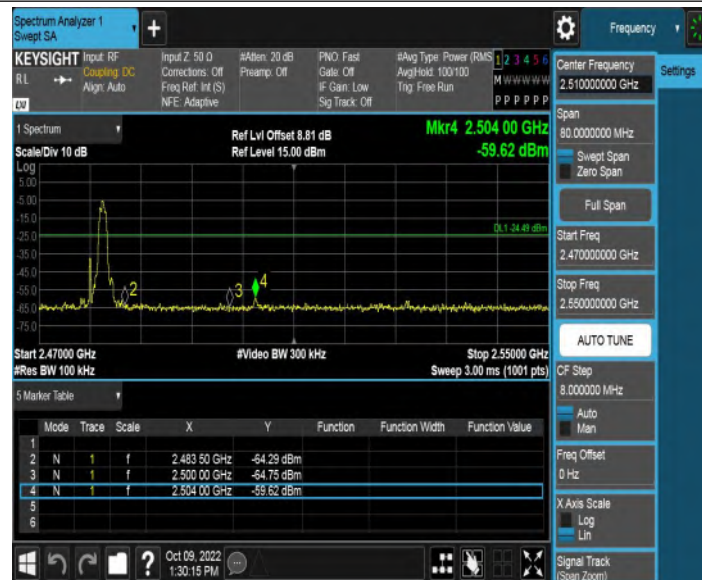 Spectrum Analyzer 1
Swept SA
+
Frequency
KEYSIGHT
RL
LXI
Input: RF
Coupling: DC
Align: Auto
Input Z: 50 Ω
Corrections: Off
Freq Ref: Int (S)
NFE: Adaptive
#Atten: 20 dB
Preamp: Off
PNO: Fast
Gate: Off
IF Gain: Low
Sig Track: Off
#Avg Type: Power (RMS
Avg|Hold: 100/100
Trig: Free Run
1 2 3 4 5 6
M W W W W W
P P P P P P
1 Spectrum
Scale/Div 10 dB
Log
Ref Lvl Offset 8.81 dB
Ref Level 15.00 dBm
Mkr4 2.504 00 GHz
-59.62 dBm
5.00
-5.00
-15.0
-25.0
-35.0
-45.0
-55.0
-65.0
-75.0
DL1 -24.49 dBm
2
3
4
Start 2.47000 GHz
#Video BW 300 kHz
Stop 2.55000 GHz
#Res BW 100 kHz
Sweep 3.00 ms (1001 pts)
5 Marker Table
Mode Trace Scale X Y Function Function Width Function Value
1
2 N 1 f 2.483 50 GHz -64.29 dBm
3 N 1 f 2.500 00 GHz -64.75 dBm
4 N 1 f 2.504 00 GHz -59.62 dBm
5
6
?
Oct 09, 2022
1:30:15 PM
Center Frequency
2.510000000 GHz
Settings
Span
80.0000000 MHz
Swept Span
Zero Span
Full Span
Start Freq
2.470000000 GHz
Stop Freq
2.550000000 GHz
AUTO TUNE
CF Step
8.000000 MHz
Auto
Man
Freq Offset
0 Hz
X Axis Scale
Log
Lin
Signal Track
(Span Zoom)